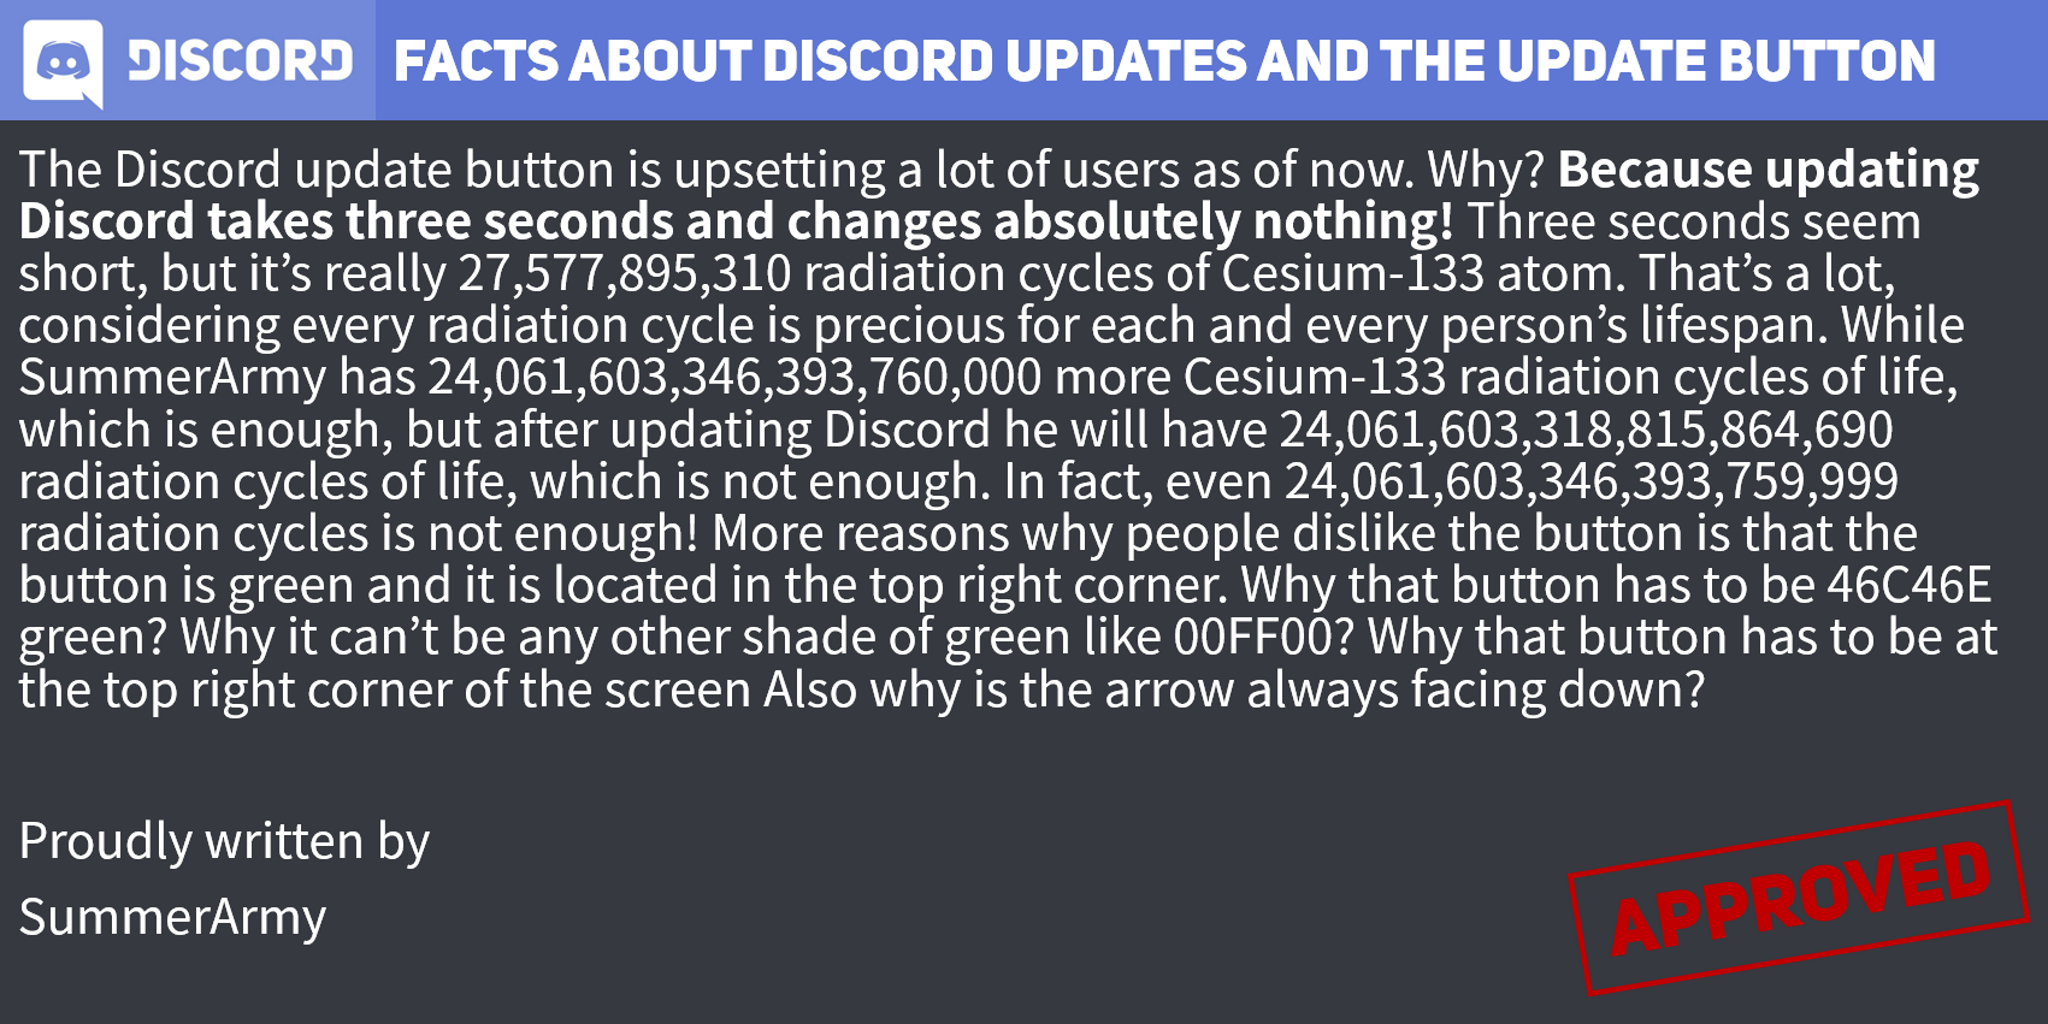 DISCORD FACTS ABOUT DISCORD UPDATES AND THE UPDATE BUTTON
The Discord update button is upsetting a lot of users as of now. Why? Because updating
Discord takes three seconds and changes absolutely nothing! Three seconds seem
short, but it’s really 27,577,895,310 radiation cycles of Cesium-133 atom. That’s a lot,
considering every radiation cycle is precious for each and every person’s lifespan. While
SummerArmy has 24,061,603,346,393,760,000 more Cesium-133 radiation cycles of life,
which is enough, but after updating Discord he will have 24,061,603,318,815,864,690
radiation cycles of life, which is not enough. In fact, even 24,061,603,346,393,759,999
radiation cycles is not enough! More reasons why people dislike the button is that the
button is green and it is located in the top right corner. Why that button has to be 46C46E
green? Why it can’t be any other shade of green like 00FF00? Why that button has to be at
the top right corner of the screen Also why is the arrow always facing down?
Proudly written by
SummerArmy
APPROVED